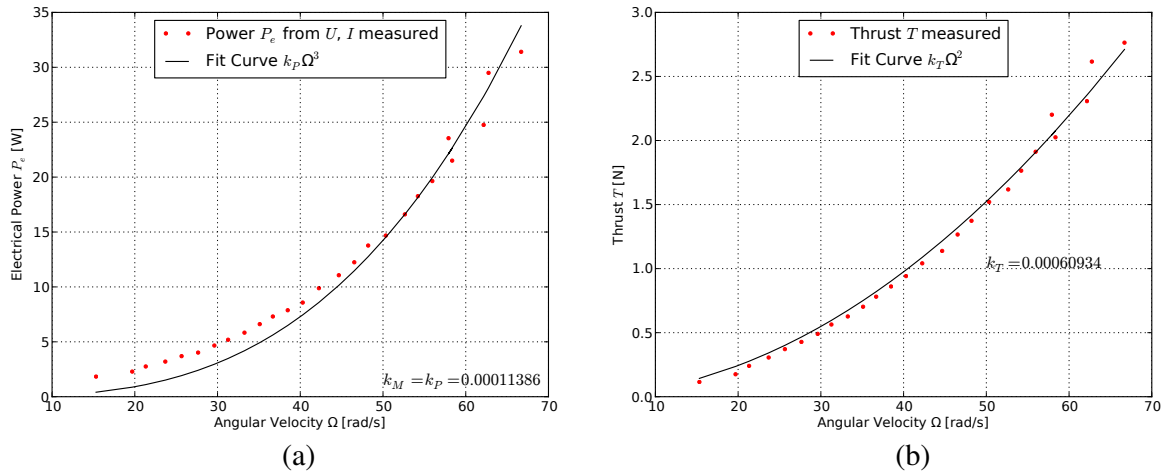 Power P_e from U, I measured
Fit Curve k_PΩ^3
35
30
25
20
15
10
5
0
Electrical Power P_e [W]
k_M = k_P = 0.00011386
10 20 30 40 50 60 70
Angular Velocity Ω [rad/s]
(a)
Thrust T measured
Fit Curve k_TΩ^2
3.0
2.5
2.0
1.5
1.0
0.5
0.0
Thrust T [N]
k_T = 0.00060934
10 20 30 40 50 60 70
Angular Velocity Ω [rad/s]
(b)